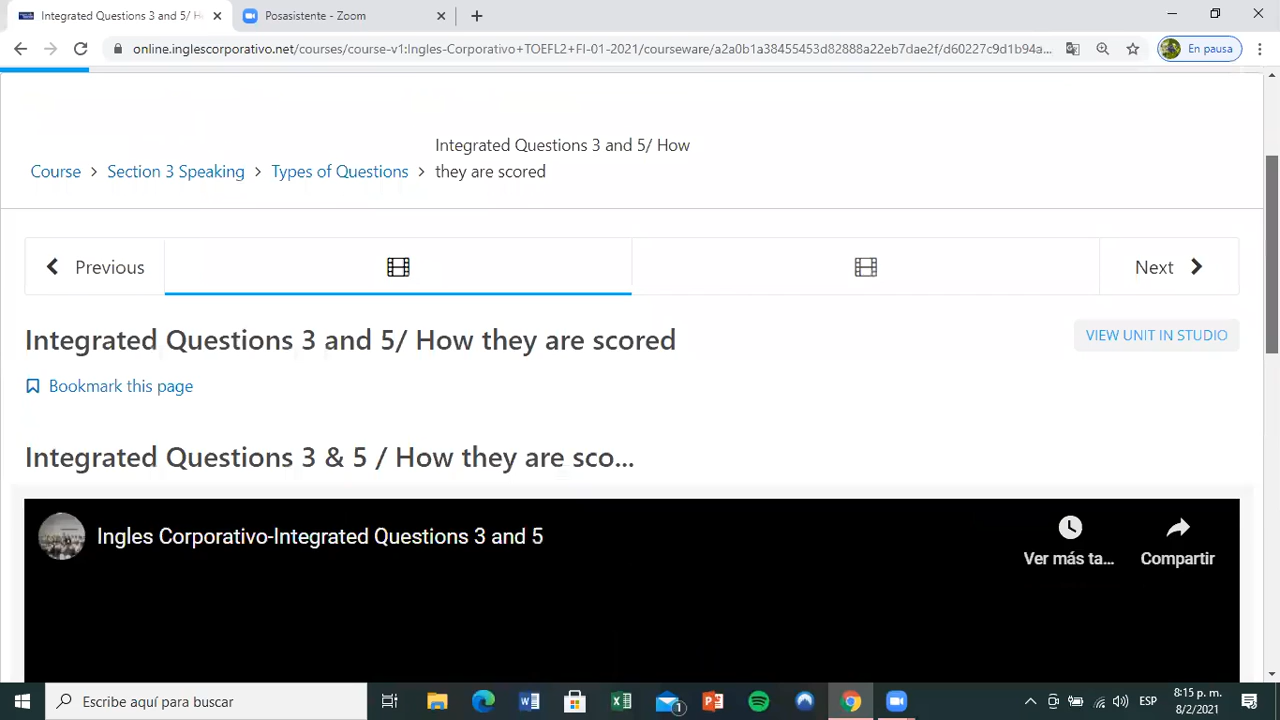 Integrated Questions 3 and 5/ H
Posasistente - Zoom
online.inglescorporativo.net/courses/course-v1:Ingles-Corporativo+TOEFL2+FI-01-2021/courseware/a2a0b1a38455453d82888a22eb7dae2f/d60227c9d1b94a...
En pausa
Integrated Questions 3 and 5/ How
Course > Section 3 Speaking > Types of Questions > they are scored
Previous
Next
Integrated Questions 3 and 5/ How they are scored
VIEW UNIT IN STUDIO
Bookmark this page
Integrated Questions 3 & 5 / How they are sco...
Ingles Corporativo-Integrated Questions 3 and 5
Ver más ta...
Compartir
Escribe aquí para buscar
1
ESP
8:15 p. m.
8/2/2021